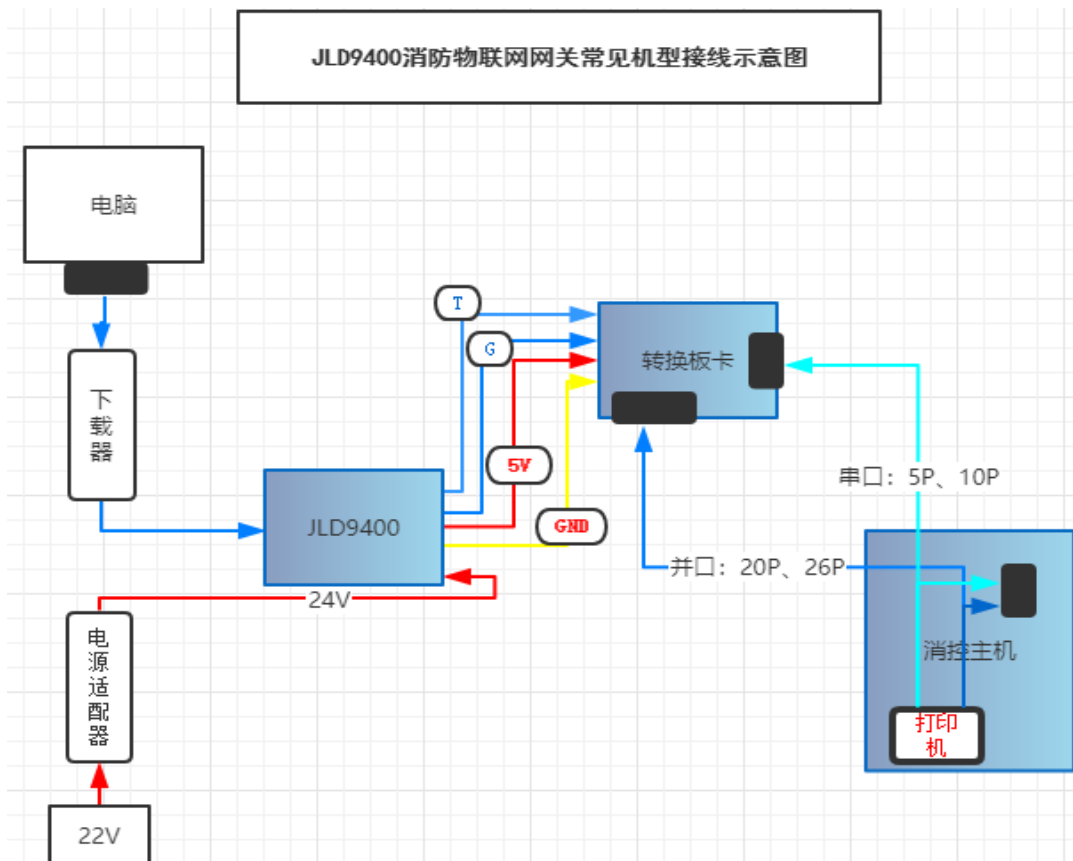 JLD9400消防物联网网关常见机型接线示意图
电脑
T
G
转换板卡
下
载
器
5V
串口：5P、10P
JLD9400
GND
并口：20P、26P
24V
电
源
适
配
器
消控主机
打印
机
22V